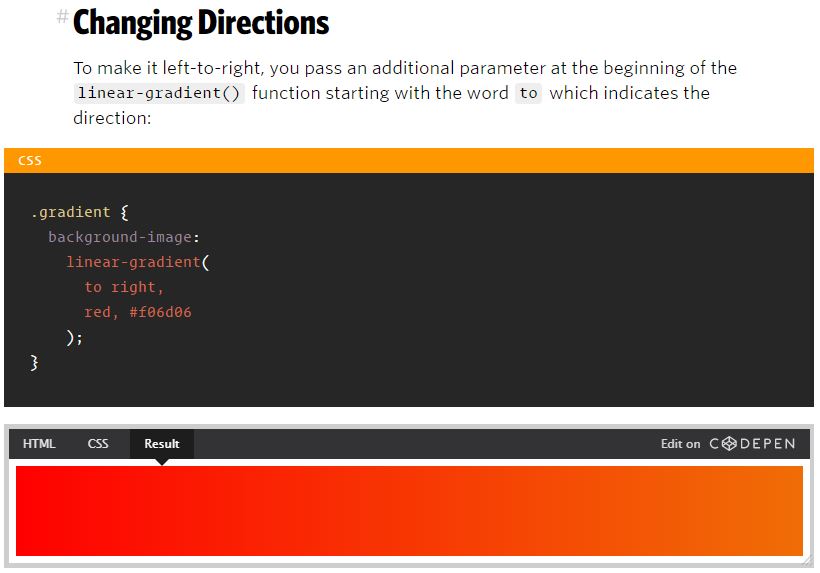 # Changing Directions
To make it left-to-right, you pass an additional parameter at the beginning of the
linear-gradient() function starting with the word to which indicates the
direction:
CSS
.gradient {
  background-image:
    linear-gradient(
      to right,
      red, #f06d06
    );
}
HTML CSS Result Edit on CODEPEN